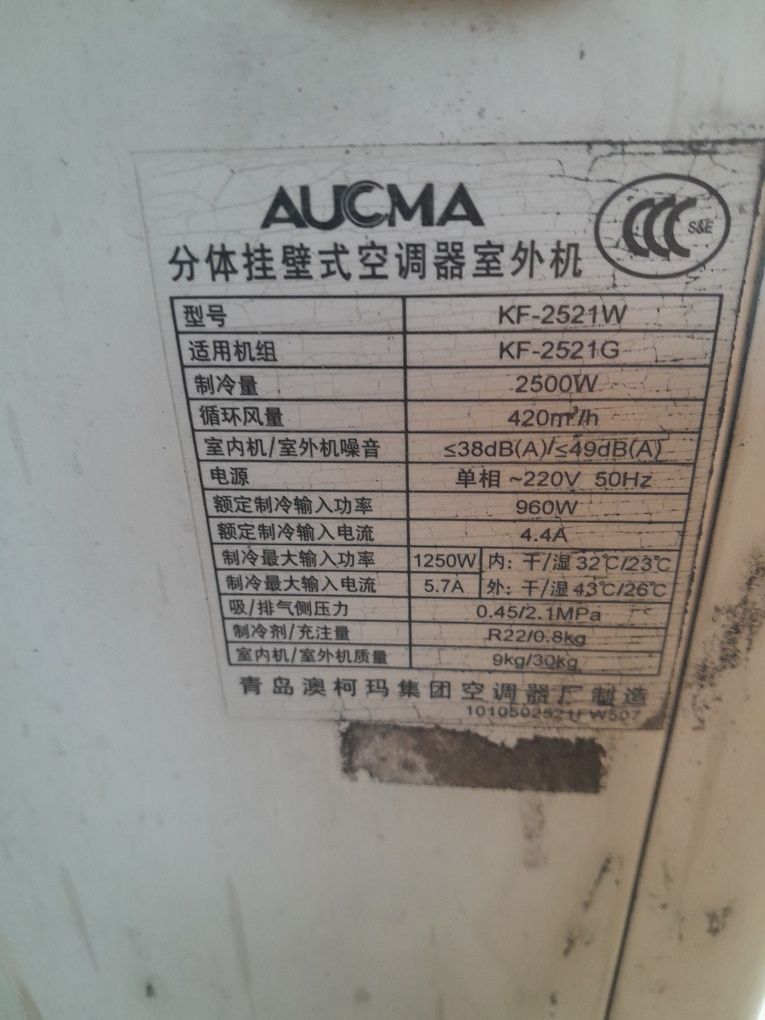 AUCMA
S&E
分体挂壁式空调器室外机
型号 KF-2521W
适用机组 KF-2521G
制冷量 2500W
循环风量 420m³/h
室内机/室外机噪音 ≤38dB(A)/≤49dB(A)
电源 单相 ~220V 50Hz
额定制冷输入功率 960W
额定制冷输入电流 4.4A
制冷最大输入功率 1250W 内: 干/湿 32℃/23℃
制冷最大输入电流 5.7A 外: 干/湿 43℃/26℃
吸/排气侧压力 0.45/2.1MPa
制冷剂/充注量 R22/0.8kg
室内机/室外机质量 9kg/30kg
青岛澳柯玛集团空调器厂制造
1010502521FW507